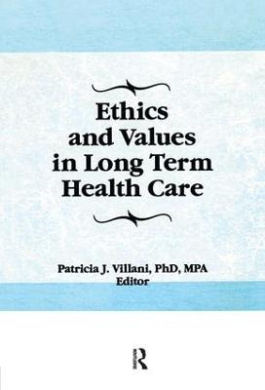 Ethics
and Values
in Long Term
Health Care
Patricia J. Villani, PhD, MPA
Editor
R